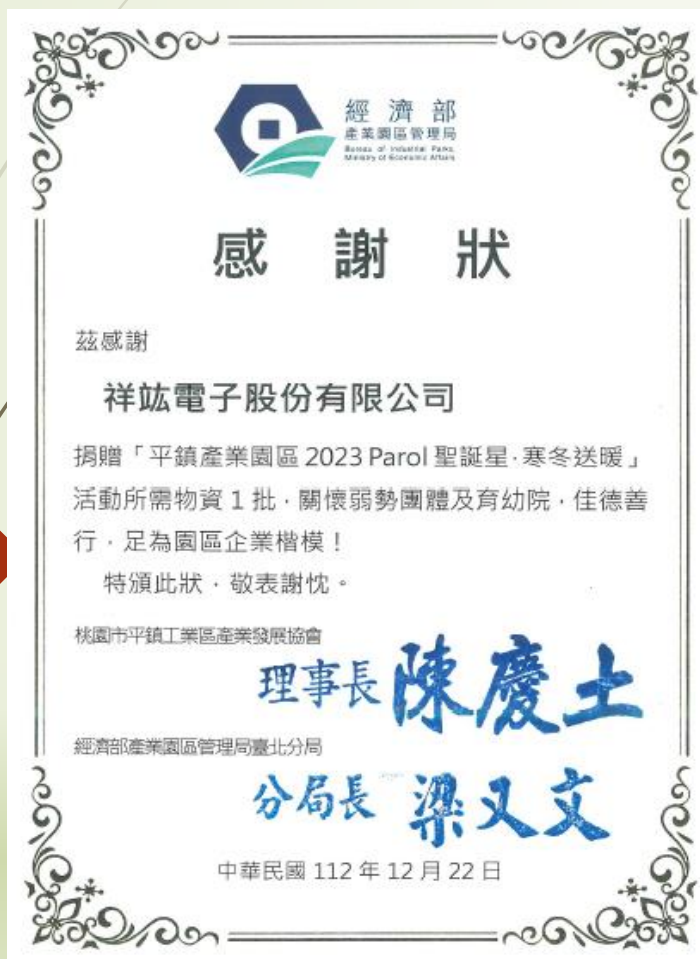 經濟部
產業園區管理局
Bureau of Industrial Parks,
Ministry of Economic Affairs
感謝狀
茲感謝
祥竑電子股份有限公司
捐贈「平鎮產業園區 2023 Parol 聖誕星·寒冬送暖」
活動所需物資 1 批，關懷弱勢團體及育幼院，佳德善
行，足為園區企業楷模！
特頒此狀，敬表謝忱。
桃園市平鎮工業區產業發展協會
理事長 陳慶土
經濟部產業園區管理局臺北分局
分局長 梁又文
中華民國 112 年 12 月 22 日